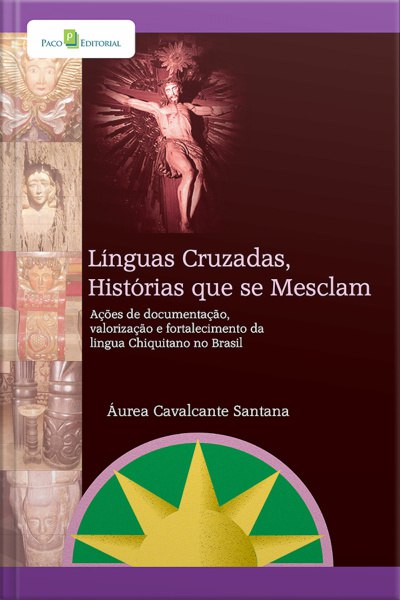 PACO EDITORIAL
Línguas Cruzadas,
Histórias que se Mesclam
Ações de documentação,
valorização e fortalecimento da
língua Chiquitano no Brasil
Áurea Cavalcante Santana